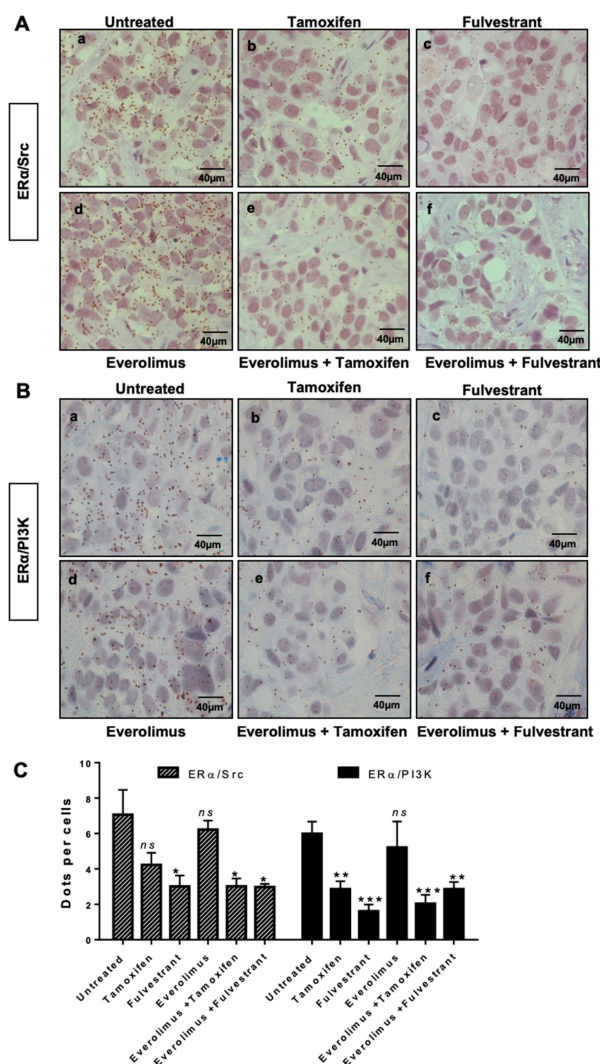 A
Untreated
Tamoxifen
Fulvestrant
ERα/Src
a
b
c
40µm
40µm
40µm
d
e
f
40µm
40µm
40µm
Everolimus
Everolimus + Tamoxifen
Everolimus + Fulvestrant
B
Untreated
Tamoxifen
Fulvestrant
ERα/PI3K
a
b
c
40µm
40µm
40µm
d
e
f
40µm
40µm
40µm
Everolimus
Everolimus + Tamoxifen
Everolimus + Fulvestrant
C
ERα/Src
ERα/PI3K
Dots per cells
10
8
6
4
2
0
ns
*
ns
*
*
**
***
ns
***
**
Untreated
Tamoxifen
Fulvestrant
Everolimus
Everolimus +Tamoxifen
Everolimus +Fulvestrant
Untreated
Tamoxifen
Fulvestrant
Everolimus
Everolimus +Tamoxifen
Everolimus +Fulvestrant